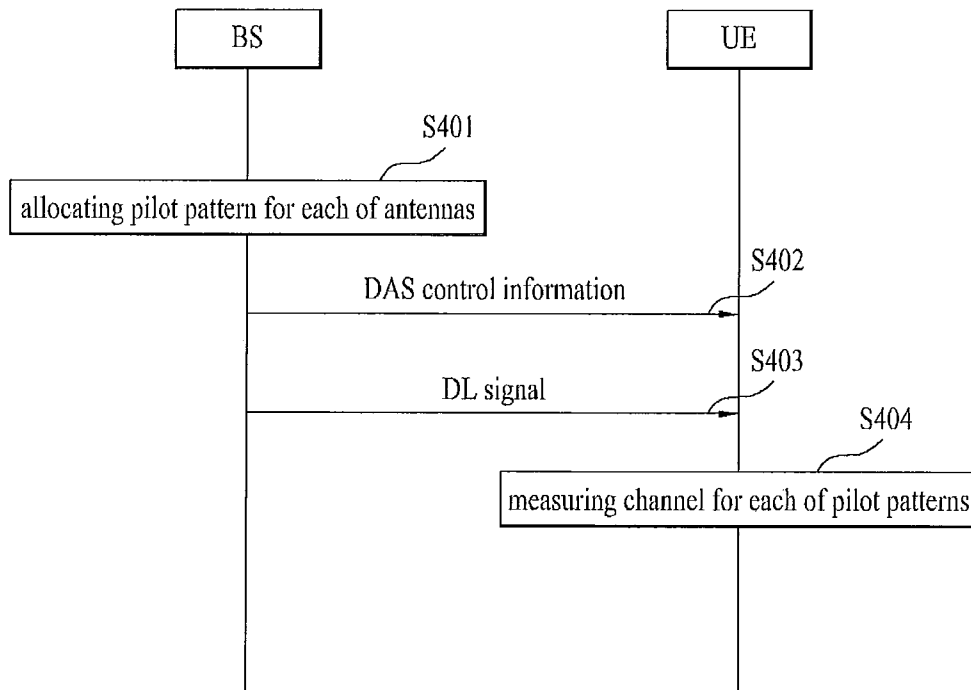 BS
UE
S401
allocating pilot pattern for each of antennas
S402
DAS control information
S403
DL signal
S404
measuring channel for each of pilot patterns